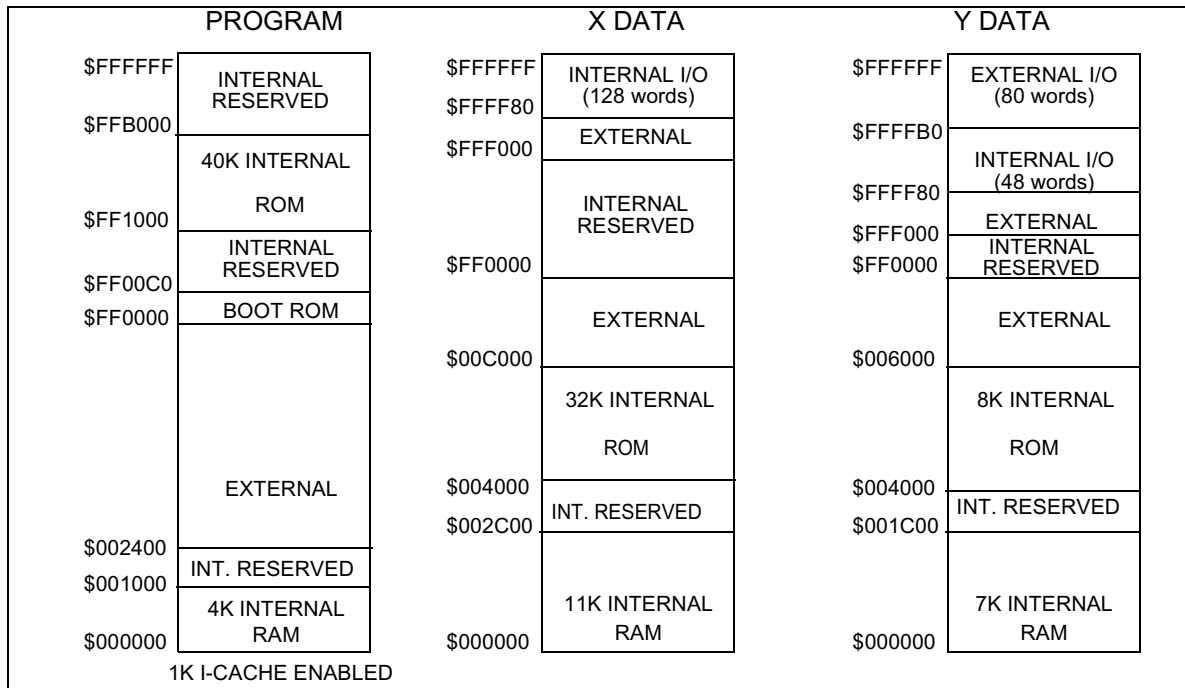 PROGRAM
$FFFFFF
INTERNAL
RESERVED
$FFB000
40K INTERNAL
ROM
$FF1000
INTERNAL
RESERVED
$FF00C0
BOOT ROM
$FF0000
EXTERNAL
$002400
INT. RESERVED
$001000
4K INTERNAL
RAM
$000000
1K I-CACHE ENABLED
X DATA
$FFFFFF
INTERNAL I/O
(128 words)
$FFFF80
EXTERNAL
$FFF000
INTERNAL
RESERVED
$FF0000
EXTERNAL
$00C000
32K INTERNAL
ROM
$004000
INT. RESERVED
$002C00
11K INTERNAL
RAM
$000000
Y DATA
$FFFFFF
EXTERNAL I/O
(80 words)
$FFFFB0
INTERNAL I/O
(48 words)
$FFFF80
EXTERNAL
$FFF000
INTERNAL
RESERVED
$FF0000
EXTERNAL
$006000
8K INTERNAL
ROM
$004000
INT. RESERVED
$001C00
7K INTERNAL
RAM
$000000